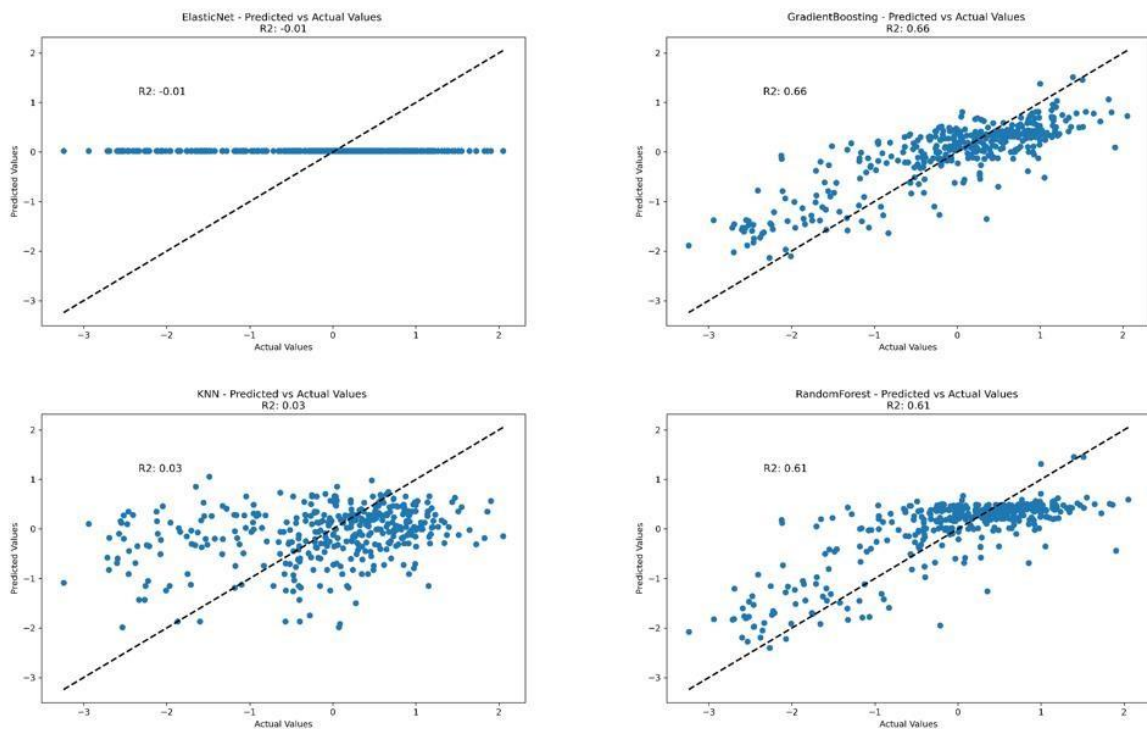 ElasticNet - Predicted vs Actual Values
R2: -0.01
2
1
0
−1
−2
−3
Predicted Values
R2: -0.01
−3 −2 −1 0 1 2
Actual Values
GradientBoosting - Predicted vs Actual Values
R2: 0.66
2
1
0
−1
−2
−3
Predicted Values
R2: 0.66
−3 −2 −1 0 1 2
Actual Values
KNN - Predicted vs Actual Values
R2: 0.03
2
1
0
−1
−2
−3
Predicted Values
R2: 0.03
−3 −2 −1 0 1 2
Actual Values
RandomForest - Predicted vs Actual Values
R2: 0.61
2
1
0
−1
−2
−3
Predicted Values
R2: 0.61
−3 −2 −1 0 1 2
Actual Values